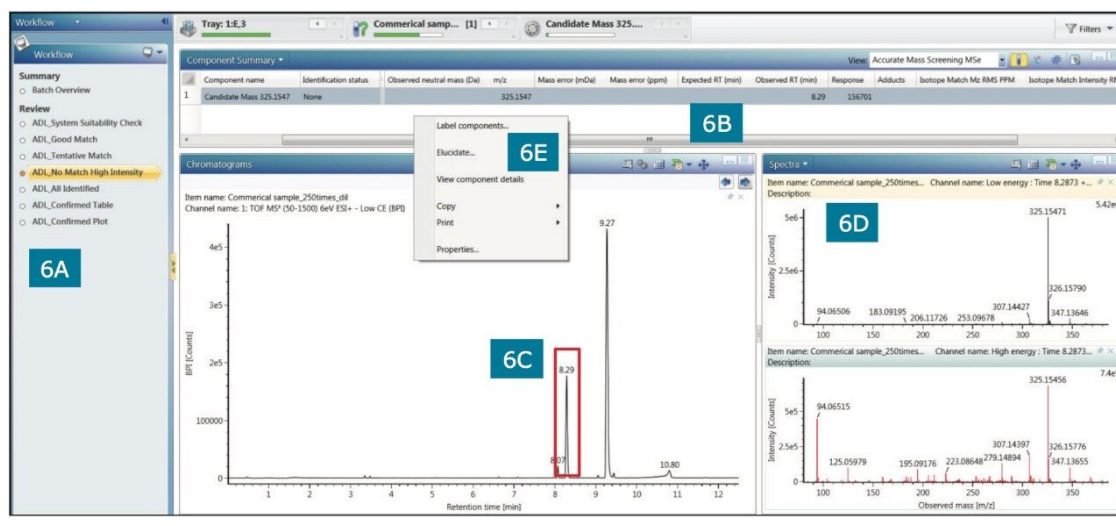 Workflow
Workflow
Summary
Batch Overview
Review
ADL_System Suitability Check
ADL_Good Match
ADL_Tentative Match
ADL_No Match High Intensity
ADL_All Identified
ADL_Confirmed Table
ADL_Confirmed Plot
6A
Tray: 1:E,3
Commerical samp... [1]
Candidate Mass 325....
Filters
Component Summary
View: Accurate Mass Screening MSe
Component name Identification status Observed neutral mass (Da) m/z Mass error (mDa) Mass error (ppm) Expected RT (min) Observed RT (min) Response Adducts Isotope Match Mz RMS PPM Isotope Match Intensity RM
1 Candidate Mass 325.1547 None 325.1547 8.29 156701
6B
Label components...
Elucidate...
View component details
Copy
Print
Properties...
6E
Chromatograms
Item name: Commerical sample_250times_dil
Channel name: 1: TOF MSᴱ (50-1500) 6eV ESI+ - Low CE (BPI)
BPI [Counts]
4e5
3e5
2e5
100000
0
9.27
8.29
8.07
10.80
6C
1 2 3 4 5 6 7 8 9 10 11 12
Retention time [min]
Spectra
Item name: Commerical sample_250times... Channel name: Low energy : Time 8.2873 +...
Description:
5.42e
6D
Intensity [Counts]
5e6
2.5e6
0
325.15471
326.15790
307.14427
347.13646
94.06506
183.09195
206.11726
253.09678
100 150 200 250 300 350
Item name: Commerical sample_250times... Channel name: High energy : Time 8.2873...
Description:
7.4e
Intensity [Counts]
5e5
2.5e5
0
325.15456
94.06515
307.14397
326.15776
347.13655
125.05979
195.09176
223.08648
279.14894
100 150 200 250 300 350
Observed mass [m/z]